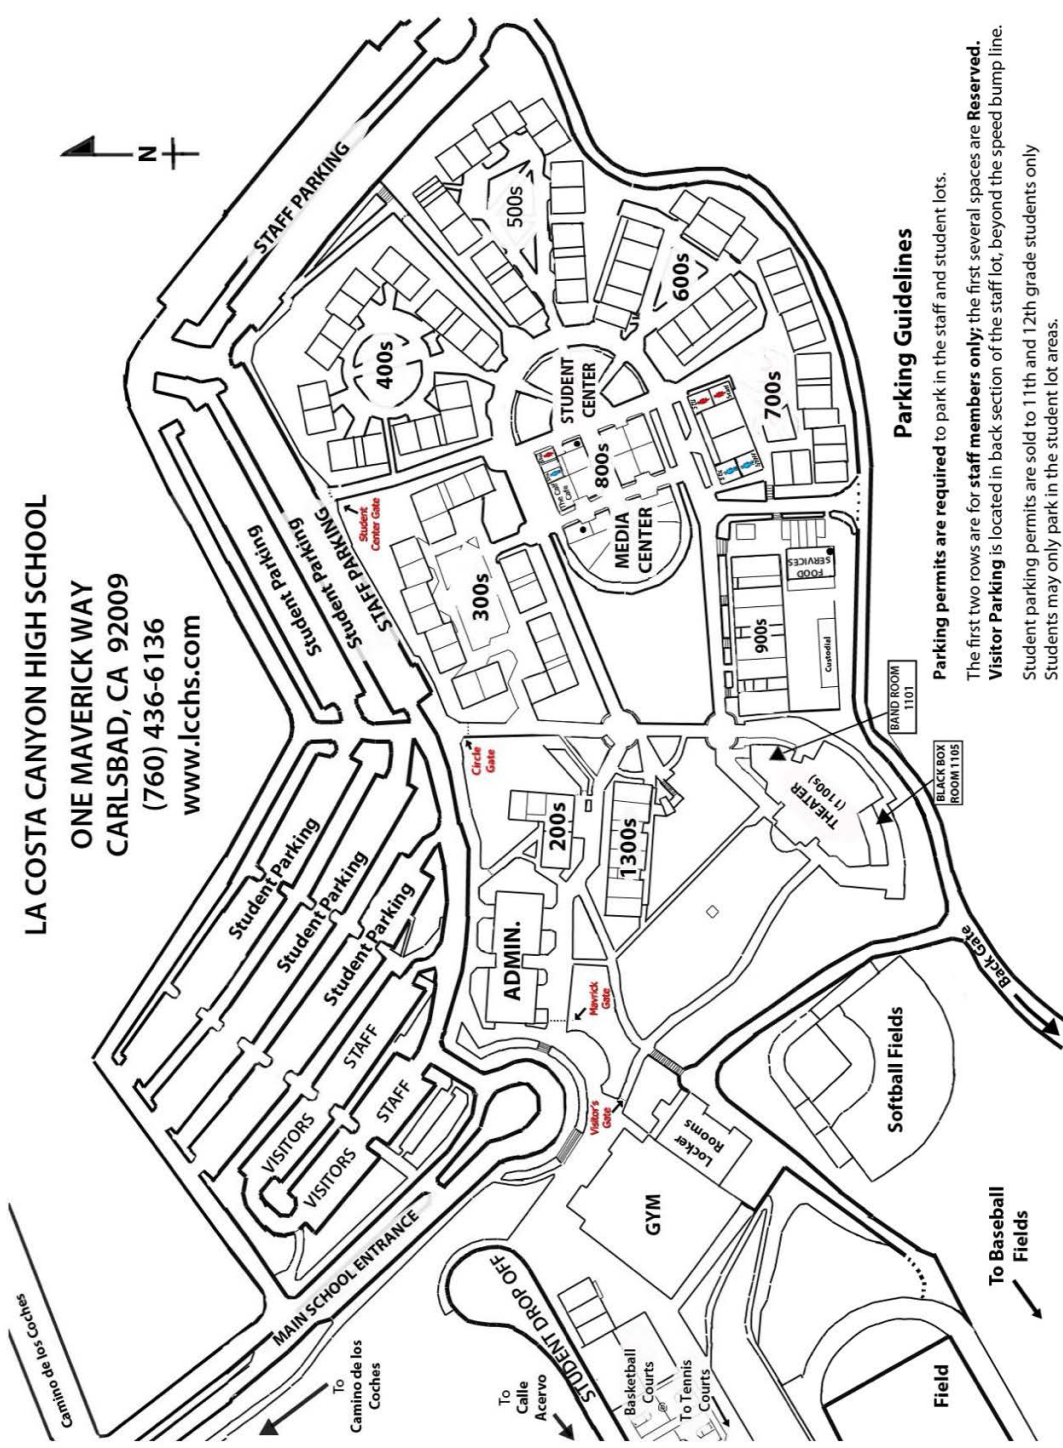 LA COSTA CANYON HIGH SCHOOL
ONE MAVERICK WAY
CARLSBAD, CA 92009
(760) 436-6136
www.lcchs.com
N
Camino de los Coches
MAIN SCHOOL ENTRANCE
To
Camino de los
Coches
To
Calle
Acervo
STUDENT DROP OFF
VISITORS
VISITORS
STAFF
STAFF
Student Parking
Student Parking
Student Parking
Student Parking
Student Parking
STAFF PARKING
STAFF PARKING
Student
Center Gate
Circle
Gate
Mavrick
Gate
Visitor's
Gate
ADMIN.
200s
1300s
300s
400s
500s
600s
700s
800s
900s
STUDENT
CENTER
MEDIA
CENTER
FOOD
SERVICES
Custodial
THEATER
(1100s)
BAND ROOM
1101
BLACK BOX
ROOM 1105
Back Gate
GYM
Locker
Rooms
Softball Fields
Basketball
Courts
To Tennis
Courts
Field
To Baseball
Fields
Parking Guidelines
Parking permits are required to park in the staff and student lots.
The first two rows are for staff members only; the first several spaces are Reserved.
Visitor Parking is located in back section of the staff lot, beyond the speed bump line.
Student parking permits are sold to 11th and 12th grade students only
Students may only park in the student lot areas.